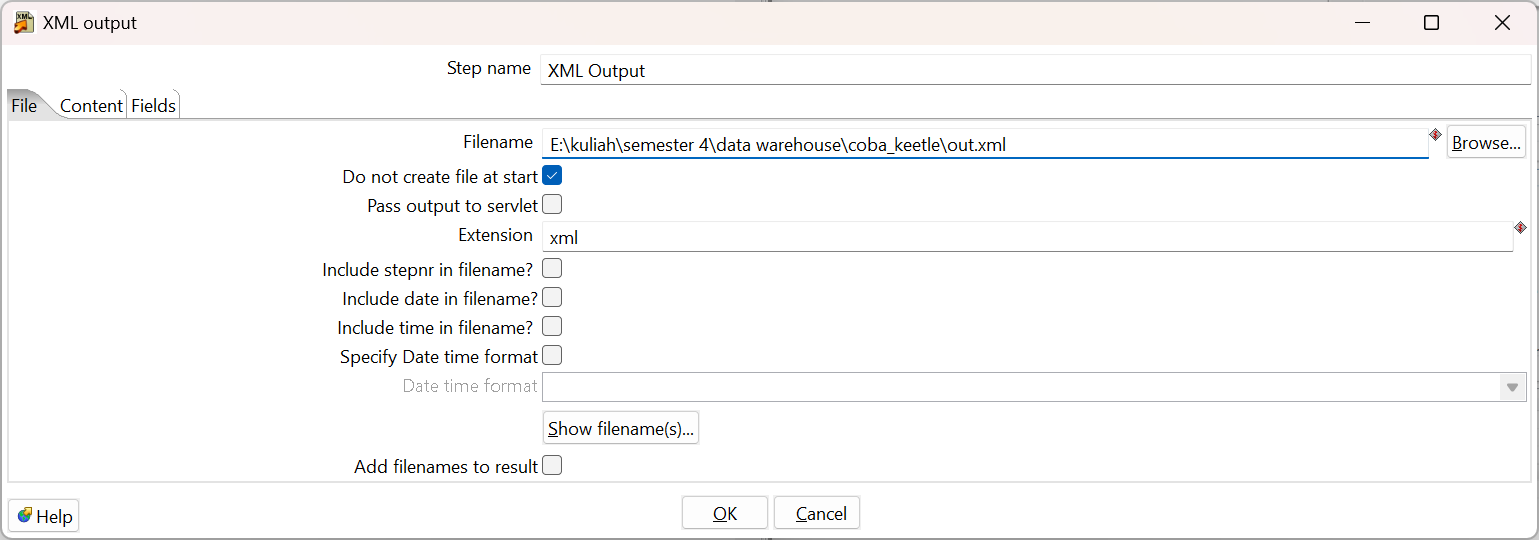 XML output
Step name XML Output
File Content Fields
Filename E:\kuliah\semester 4\data warehouse\coba_keetle\out.xml Browse...
Do not create file at start
Pass output to servlet
Extension xml
Include stepnr in filename?
Include date in filename?
Include time in filename?
Specify Date time format
Date time format
Show filename(s)...
Add filenames to result
Help OK Cancel